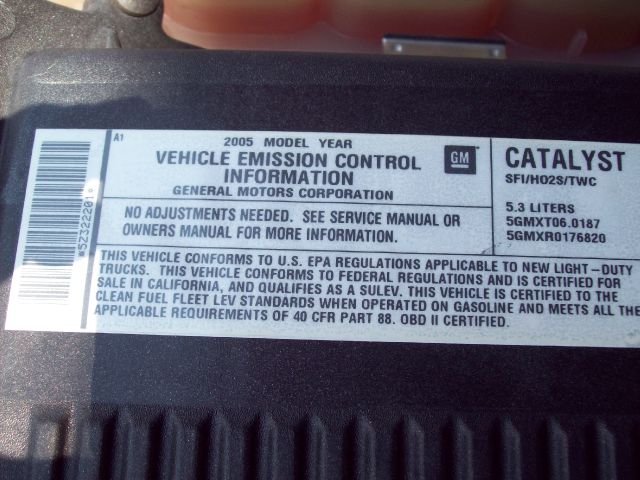 A1
2005 MODEL YEAR
VEHICLE EMISSION CONTROL
INFORMATION
GENERAL MOTORS CORPORATION
GM
NO ADJUSTMENTS NEEDED. SEE SERVICE MANUAL OR
OWNERS MANUAL FOR MORE INFORMATION.
CATALYST
SFI/HO2S/TWC
5.3 LITERS
5GMXT06.0187
5GMXR0176820
THIS VEHICLE CONFORMS TO U.S. EPA REGULATIONS APPLICABLE TO NEW LIGHT-DUTY
TRUCKS. THIS VEHICLE CONFORMS TO FEDERAL REGULATIONS AND IS CERTIFIED FOR
SALE IN CALIFORNIA, AND QUALIFIES AS A SULEV. THIS VEHICLE IS CERTIFIED TO THE
CLEAN FUEL FLEET LEV STANDARDS WHEN OPERATED ON GASOLINE AND MEETS ALL THE
APPLICABLE REQUIREMENTS OF 40 CFR PART 88. OBD II CERTIFIED.
*5Z322201*